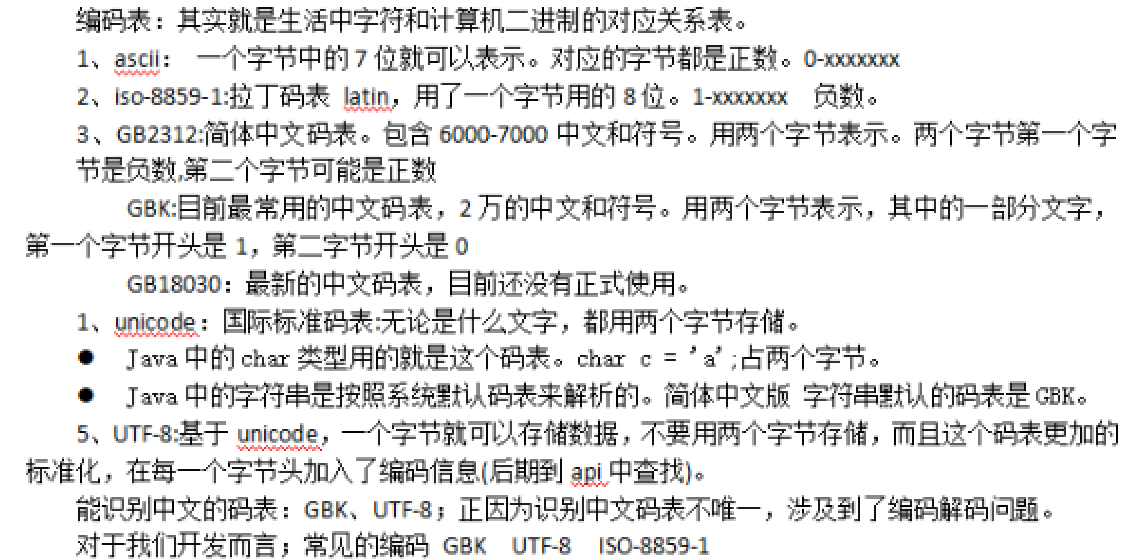 编码表：其实就是生活中字符和计算机二进制的对应关系表。
1、ascii： 一个字节中的 7 位就可以表示。对应的字节都是正数。0-xxxxxxx
2、iso-8859-1:拉丁码表 latin，用了一个字节用的 8 位。1-xxxxxxx 负数。
3、GB2312:简体中文码表。包含 6000-7000 中文和符号。用两个字节表示。两个字节第一个字
节是负数,第二个字节可能是正数
GBK:目前最常用的中文码表，2 万的中文和符号。用两个字节表示，其中的一部分文字，
第一个字节开头是 1，第二字节开头是 0
GB18030：最新的中文码表，目前还没有正式使用。
1、unicode：国际标准码表:无论是什么文字，都用两个字节存储。
● Java 中的 char 类型用的就是这个码表。char c = 'a';占两个字节。
● Java 中的字符串是按照系统默认码表来解析的。简体中文版 字符串默认的码表是 GBK。
5、UTF-8:基于 unicode，一个字节就可以存储数据，不要用两个字节存储，而且这个码表更加的
标准化，在每一个字节头加入了编码信息(后期到 api 中查找)。
能识别中文的码表：GBK、UTF-8；正因为识别中文码表不唯一，涉及到了编码解码问题。
对于我们开发而言；常见的编码 GBK UTF-8 ISO-8859-1